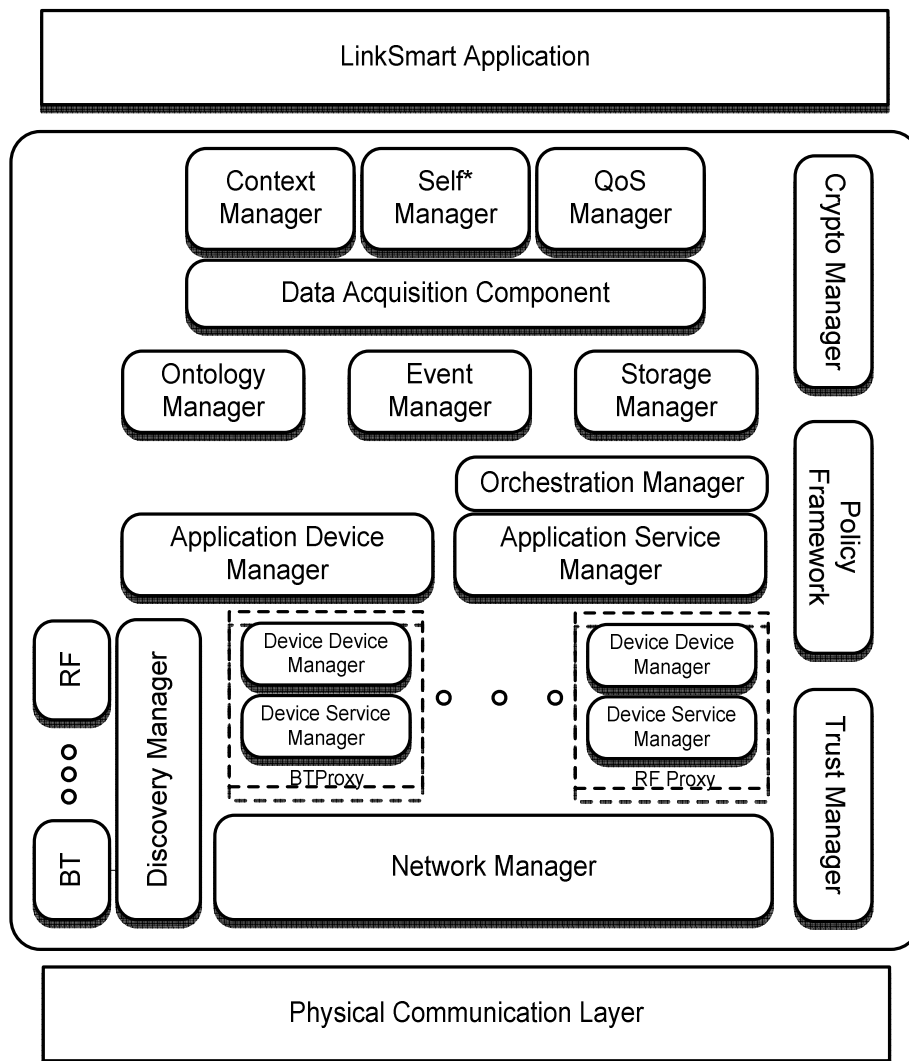 LinkSmart Application
Context
Manager
Self*
Manager
QoS
Manager
Crypto Manager
Data Acquisition Component
Ontology
Manager
Event
Manager
Storage
Manager
Policy
Framework
Orchestration Manager
Application Device
Manager
Application Service
Manager
RF
BT
Discovery Manager
Device Device
Manager
Device Service
Manager
BTProxy
Device Device
Manager
Device Service
Manager
RF Proxy
Trust Manager
Network Manager
Physical Communication Layer